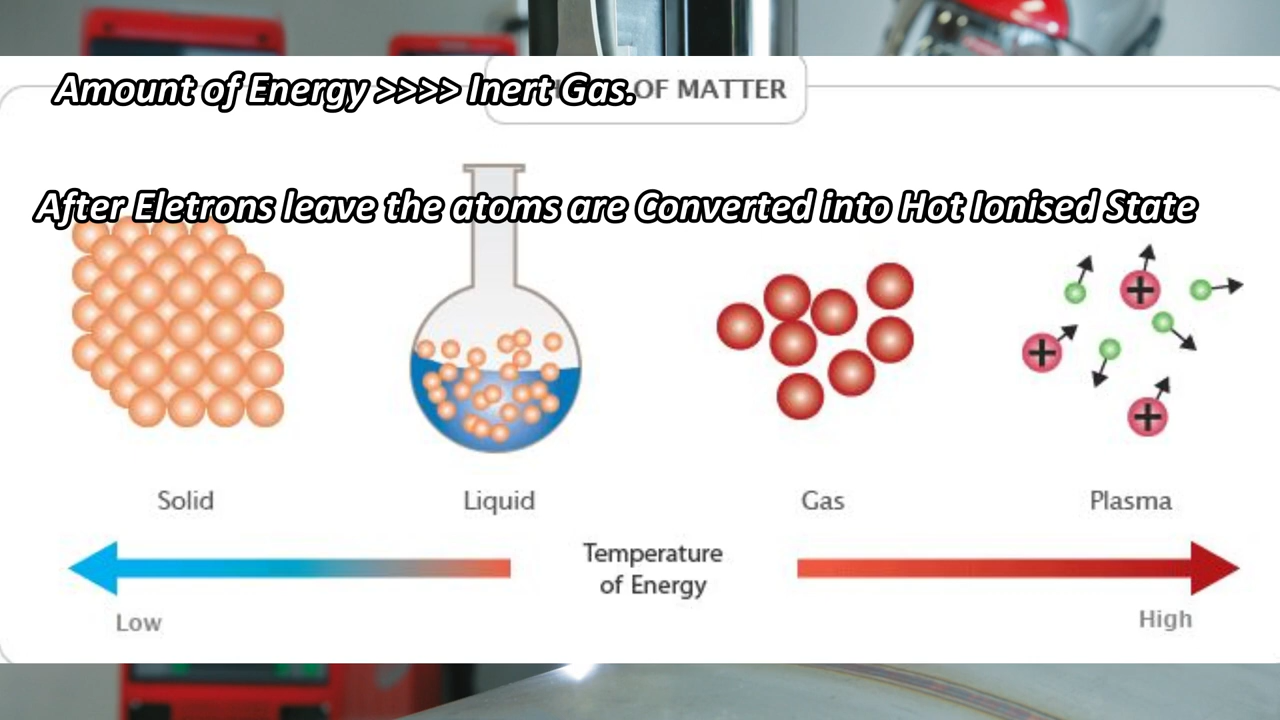 Amount of Energy >>>> Inert Gas.
OF MATTER
After Eletrons leave the atoms are Converted into Hot Ionised State
+
+
+
Solid Liquid Gas Plasma
Temperature
of Energy
Low
High